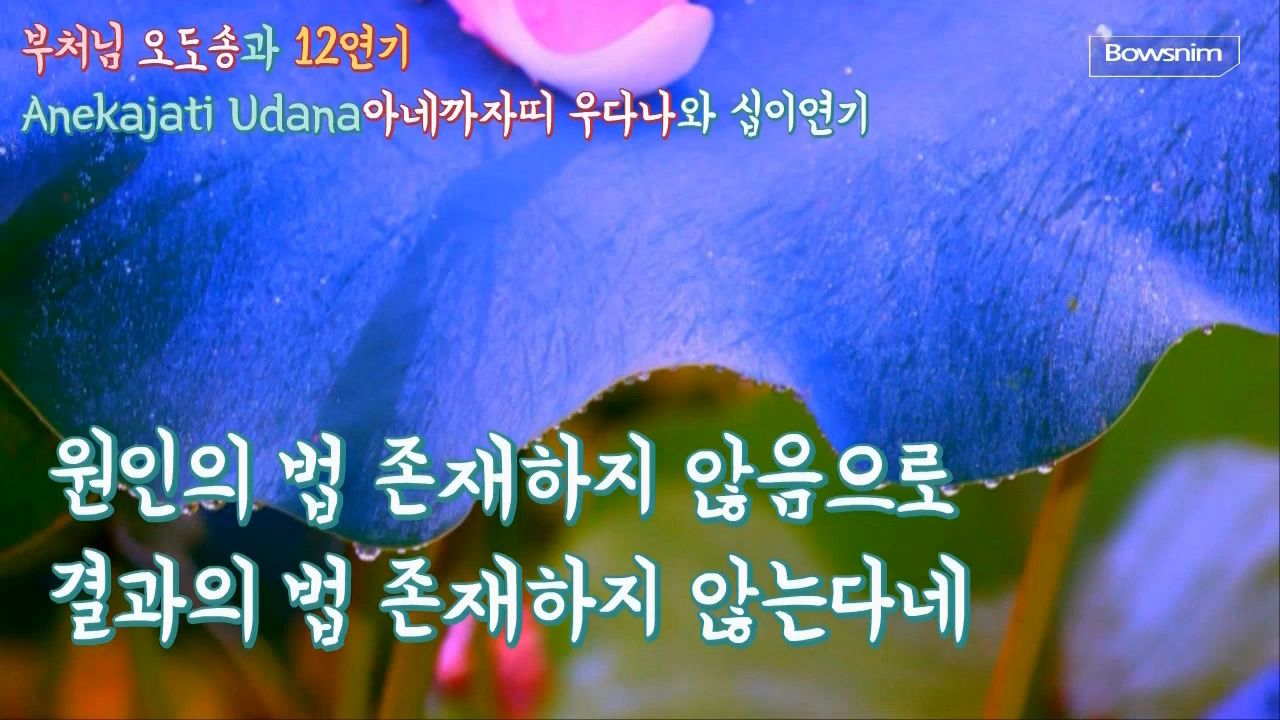 부처님 오도송과 12연기
Bowsnim
Anekajati Udana아네까자띠 우다나와 십이연기
원인의 법 존재하지 않음으로
결과의 법 존재하지 않는다네